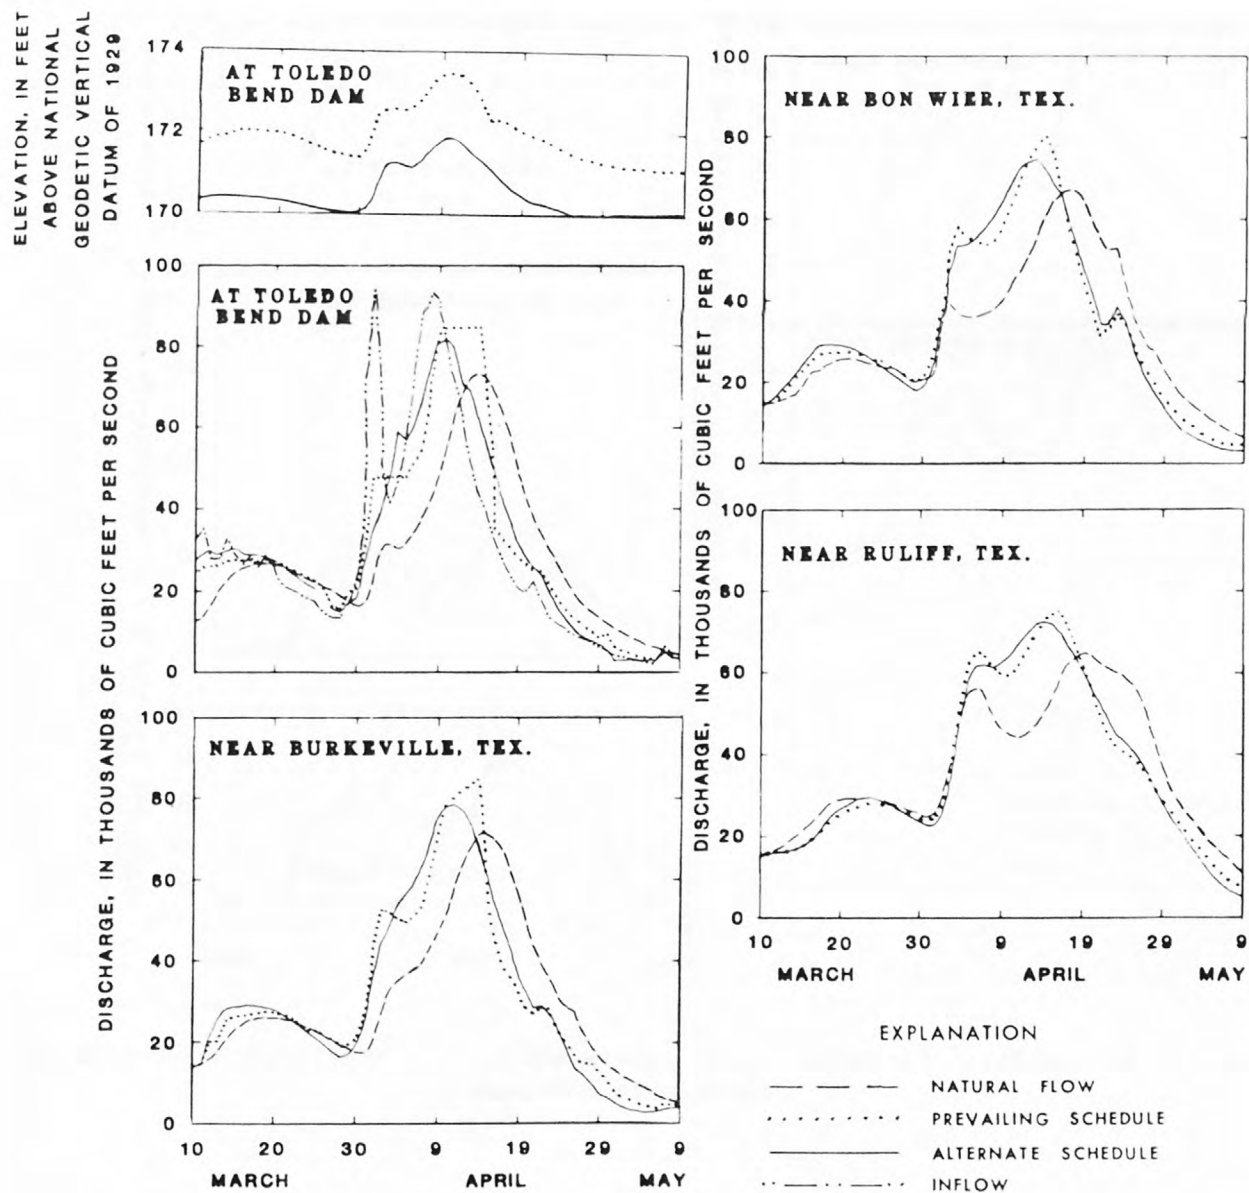 ELEVATION, IN FEET
ABOVE NATIONAL
GEODETIC VERTICAL
DATUM OF 1929
174
172
170
AT TOLEDO
BEND DAM
DISCHARGE, IN THOUSANDS OF CUBIC FEET PER SECOND
100
80
60
40
20
0
AT TOLEDO
BEND DAM
100
80
60
40
20
0
NEAR BURKEVILLE, TEX.
10 20 30 9 19 29 9
MARCH APRIL MAY
DISCHARGE, IN THOUSANDS OF CUBIC FEET PER SECOND
100
80
60
40
20
0
NEAR BON WIER, TEX.
100
80
60
40
20
0
NEAR RULIFF, TEX.
10 20 30 9 19 29 9
MARCH APRIL MAY
EXPLANATION
NATURAL FLOW
PREVAILING SCHEDULE
ALTERNATE SCHEDULE
INFLOW